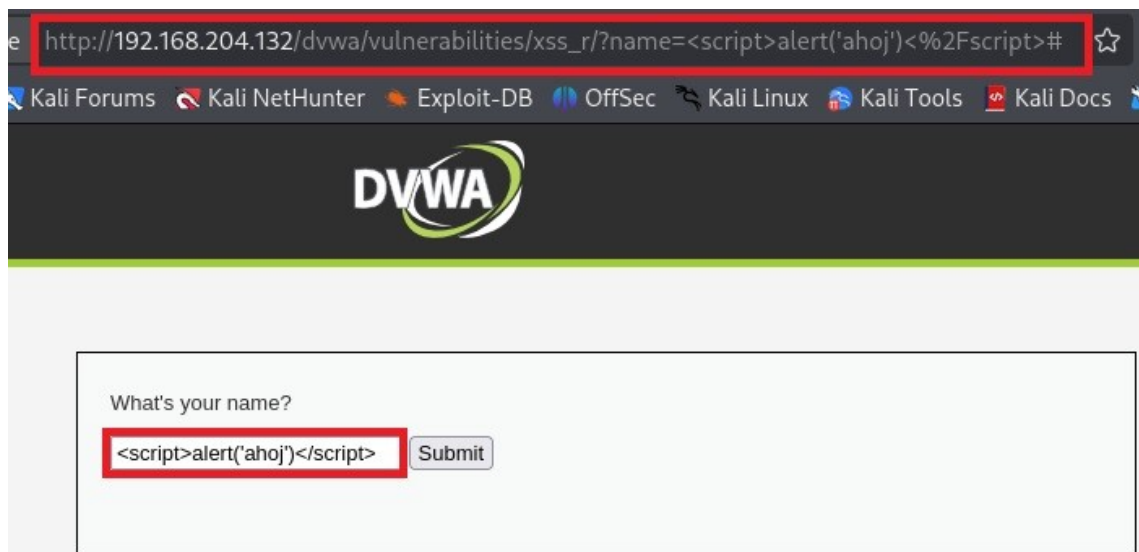 e http://192.168.204.132/dvwa/vulnerabilities/xss_r/?name=<script>alert('ahoj')<%2Fscript>#
Kali Forums Kali NetHunter Exploit-DB OffSec Kali Linux Kali Tools Kali Docs
DVWA
What's your name?
<script>alert('ahoj')</script> Submit